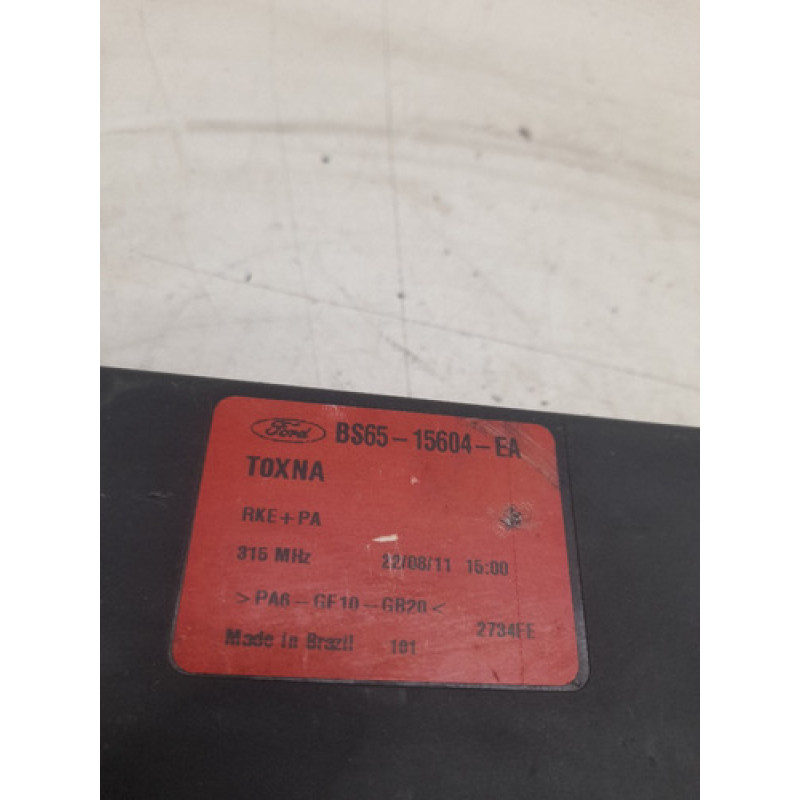 Ford BS65-15604-EA
TOXNA
RKE+PA
315 MHz 22/08/11 15:00
>PA6-GF10-GB20<
2734FE
Made in Brazil 101